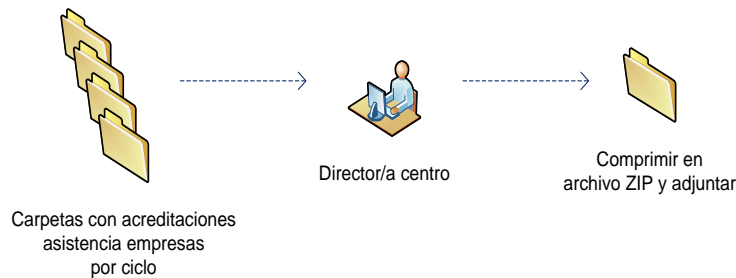 Carpetas con acreditaciones
asistencia empresas
por ciclo
Director/a centro
Comprimir en
archivo ZIP y adjuntar